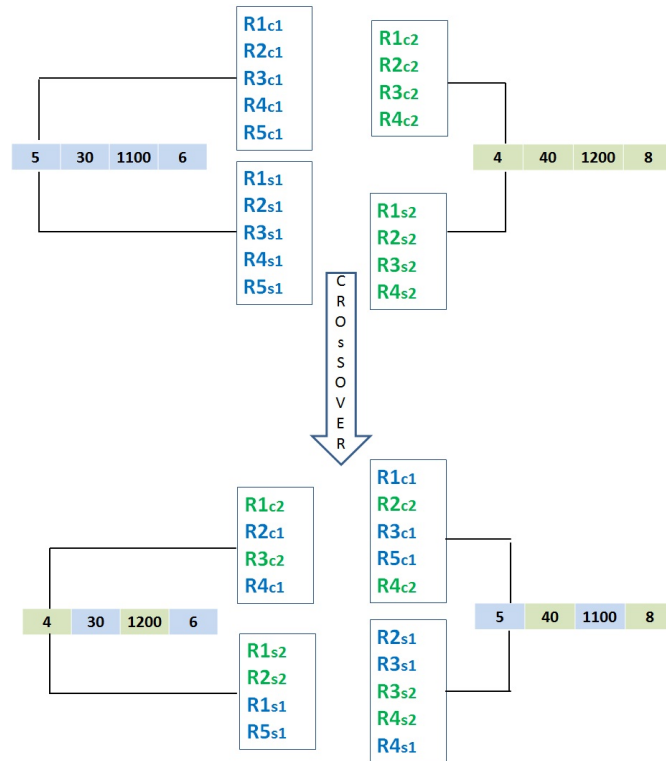 R1c1
R2c1
R3c1
R4c1
R5c1
R1c2
R2c2
R3c2
R4c2
5 30 1100 6
4 40 1200 8
R1s1
R2s1
R3s1
R4s1
R5s1
R1s2
R2s2
R3s2
R4s2
CROsSOVER
R1c2
R2c1
R3c2
R4c1
R1c1
R2c2
R3c1
R5c1
R4c2
4 30 1200 6
5 40 1100 8
R1s2
R2s2
R1s1
R5s1
R2s1
R3s1
R3s2
R4s2
R4s1